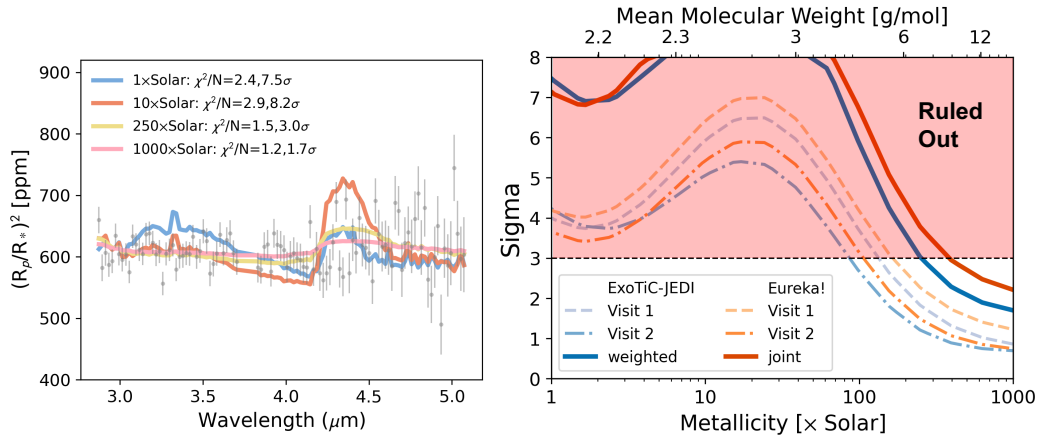 900
800
700
600
500
400
(Rp/R*)² [ppm]
1×Solar: χ²/N=2.4,7.5σ
10×Solar: χ²/N=2.9,8.2σ
250×Solar: χ²/N=1.5,3.0σ
1000×Solar: χ²/N=1.2,1.7σ
3.0 3.5 4.0 4.5 5.0
Wavelength (μm)
Mean Molecular Weight [g/mol]
2.2 2.3 3 6 12
8
7
6
5
4
3
2
1
0
Sigma
Ruled
Out
ExoTiC-JEDI Eureka!
Visit 1 Visit 1
Visit 2 Visit 2
weighted joint
1 10 100 1000
Metallicity [× Solar]